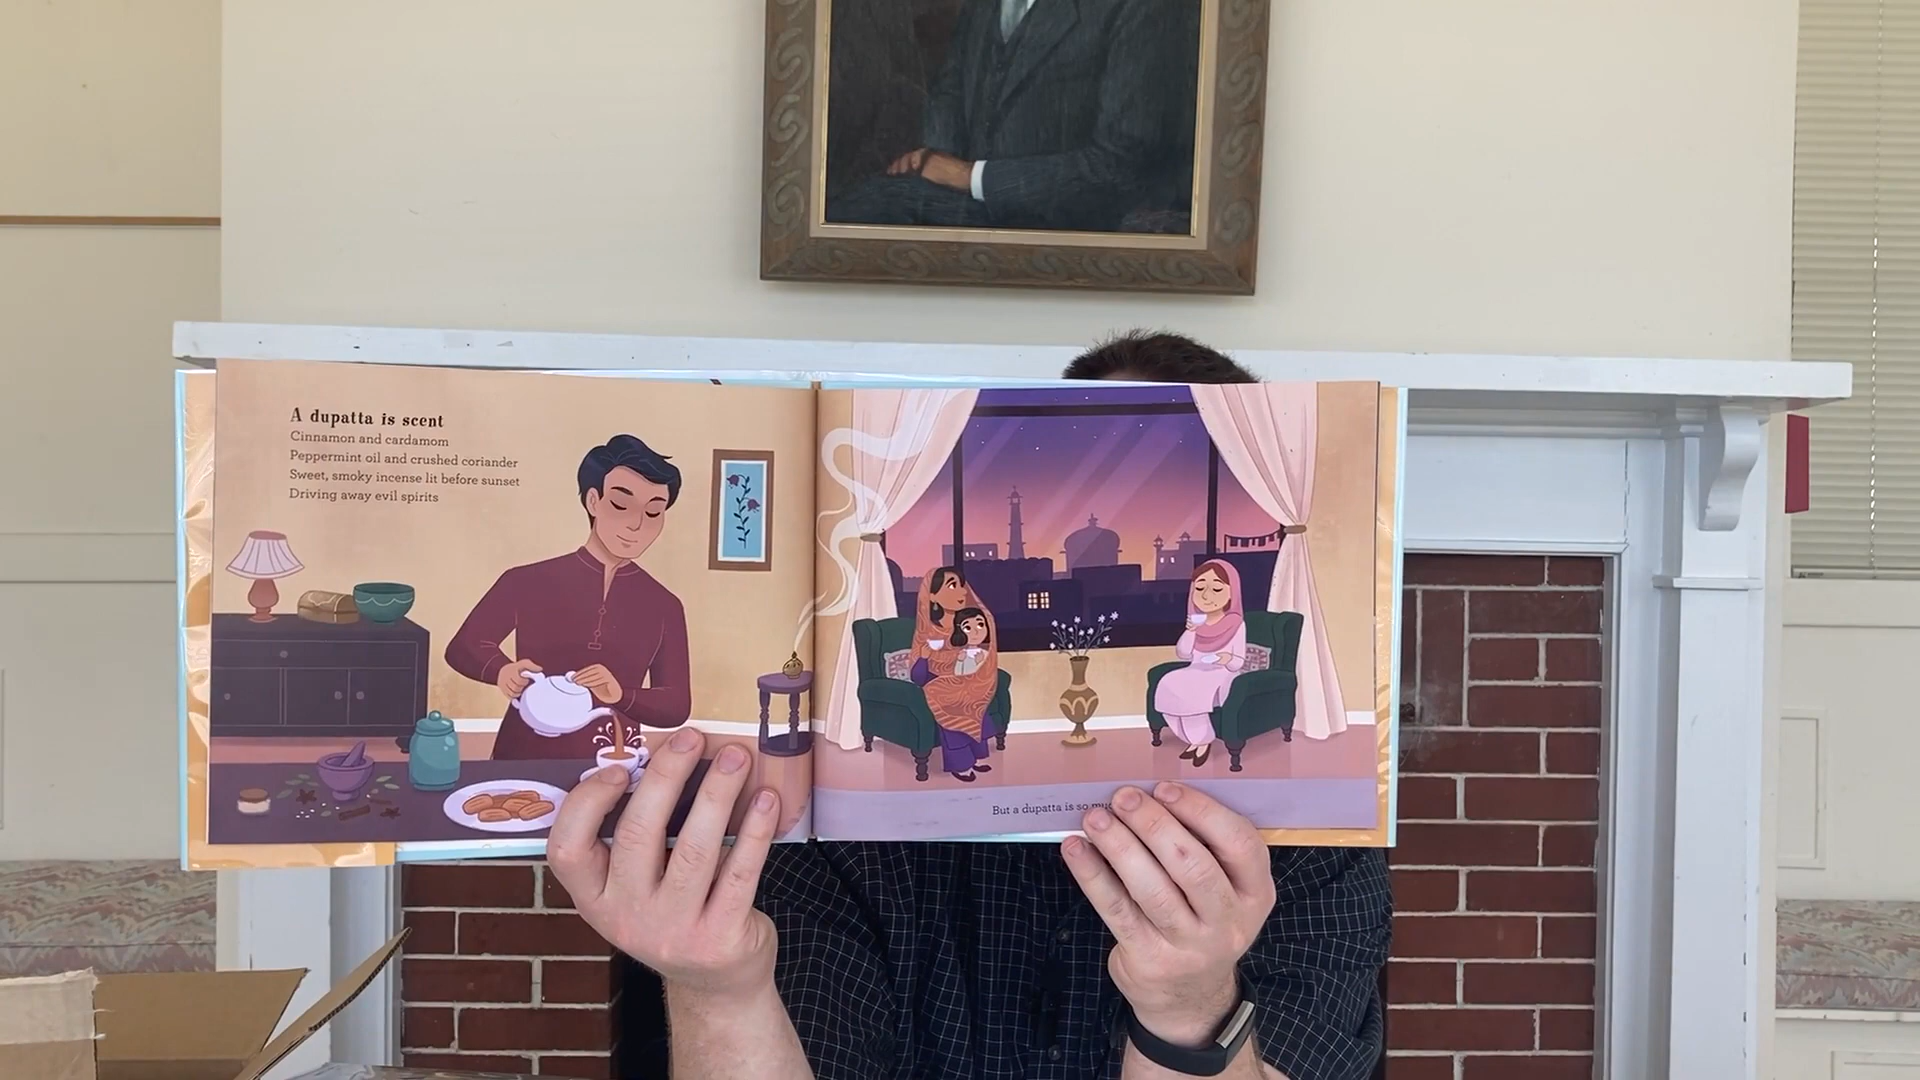 A dupatta is scent
Cinnamon and cardamom
Peppermint oil and crushed coriander
Sweet, smoky incense lit before sunset
Driving away evil spirits
But a dupatta is so